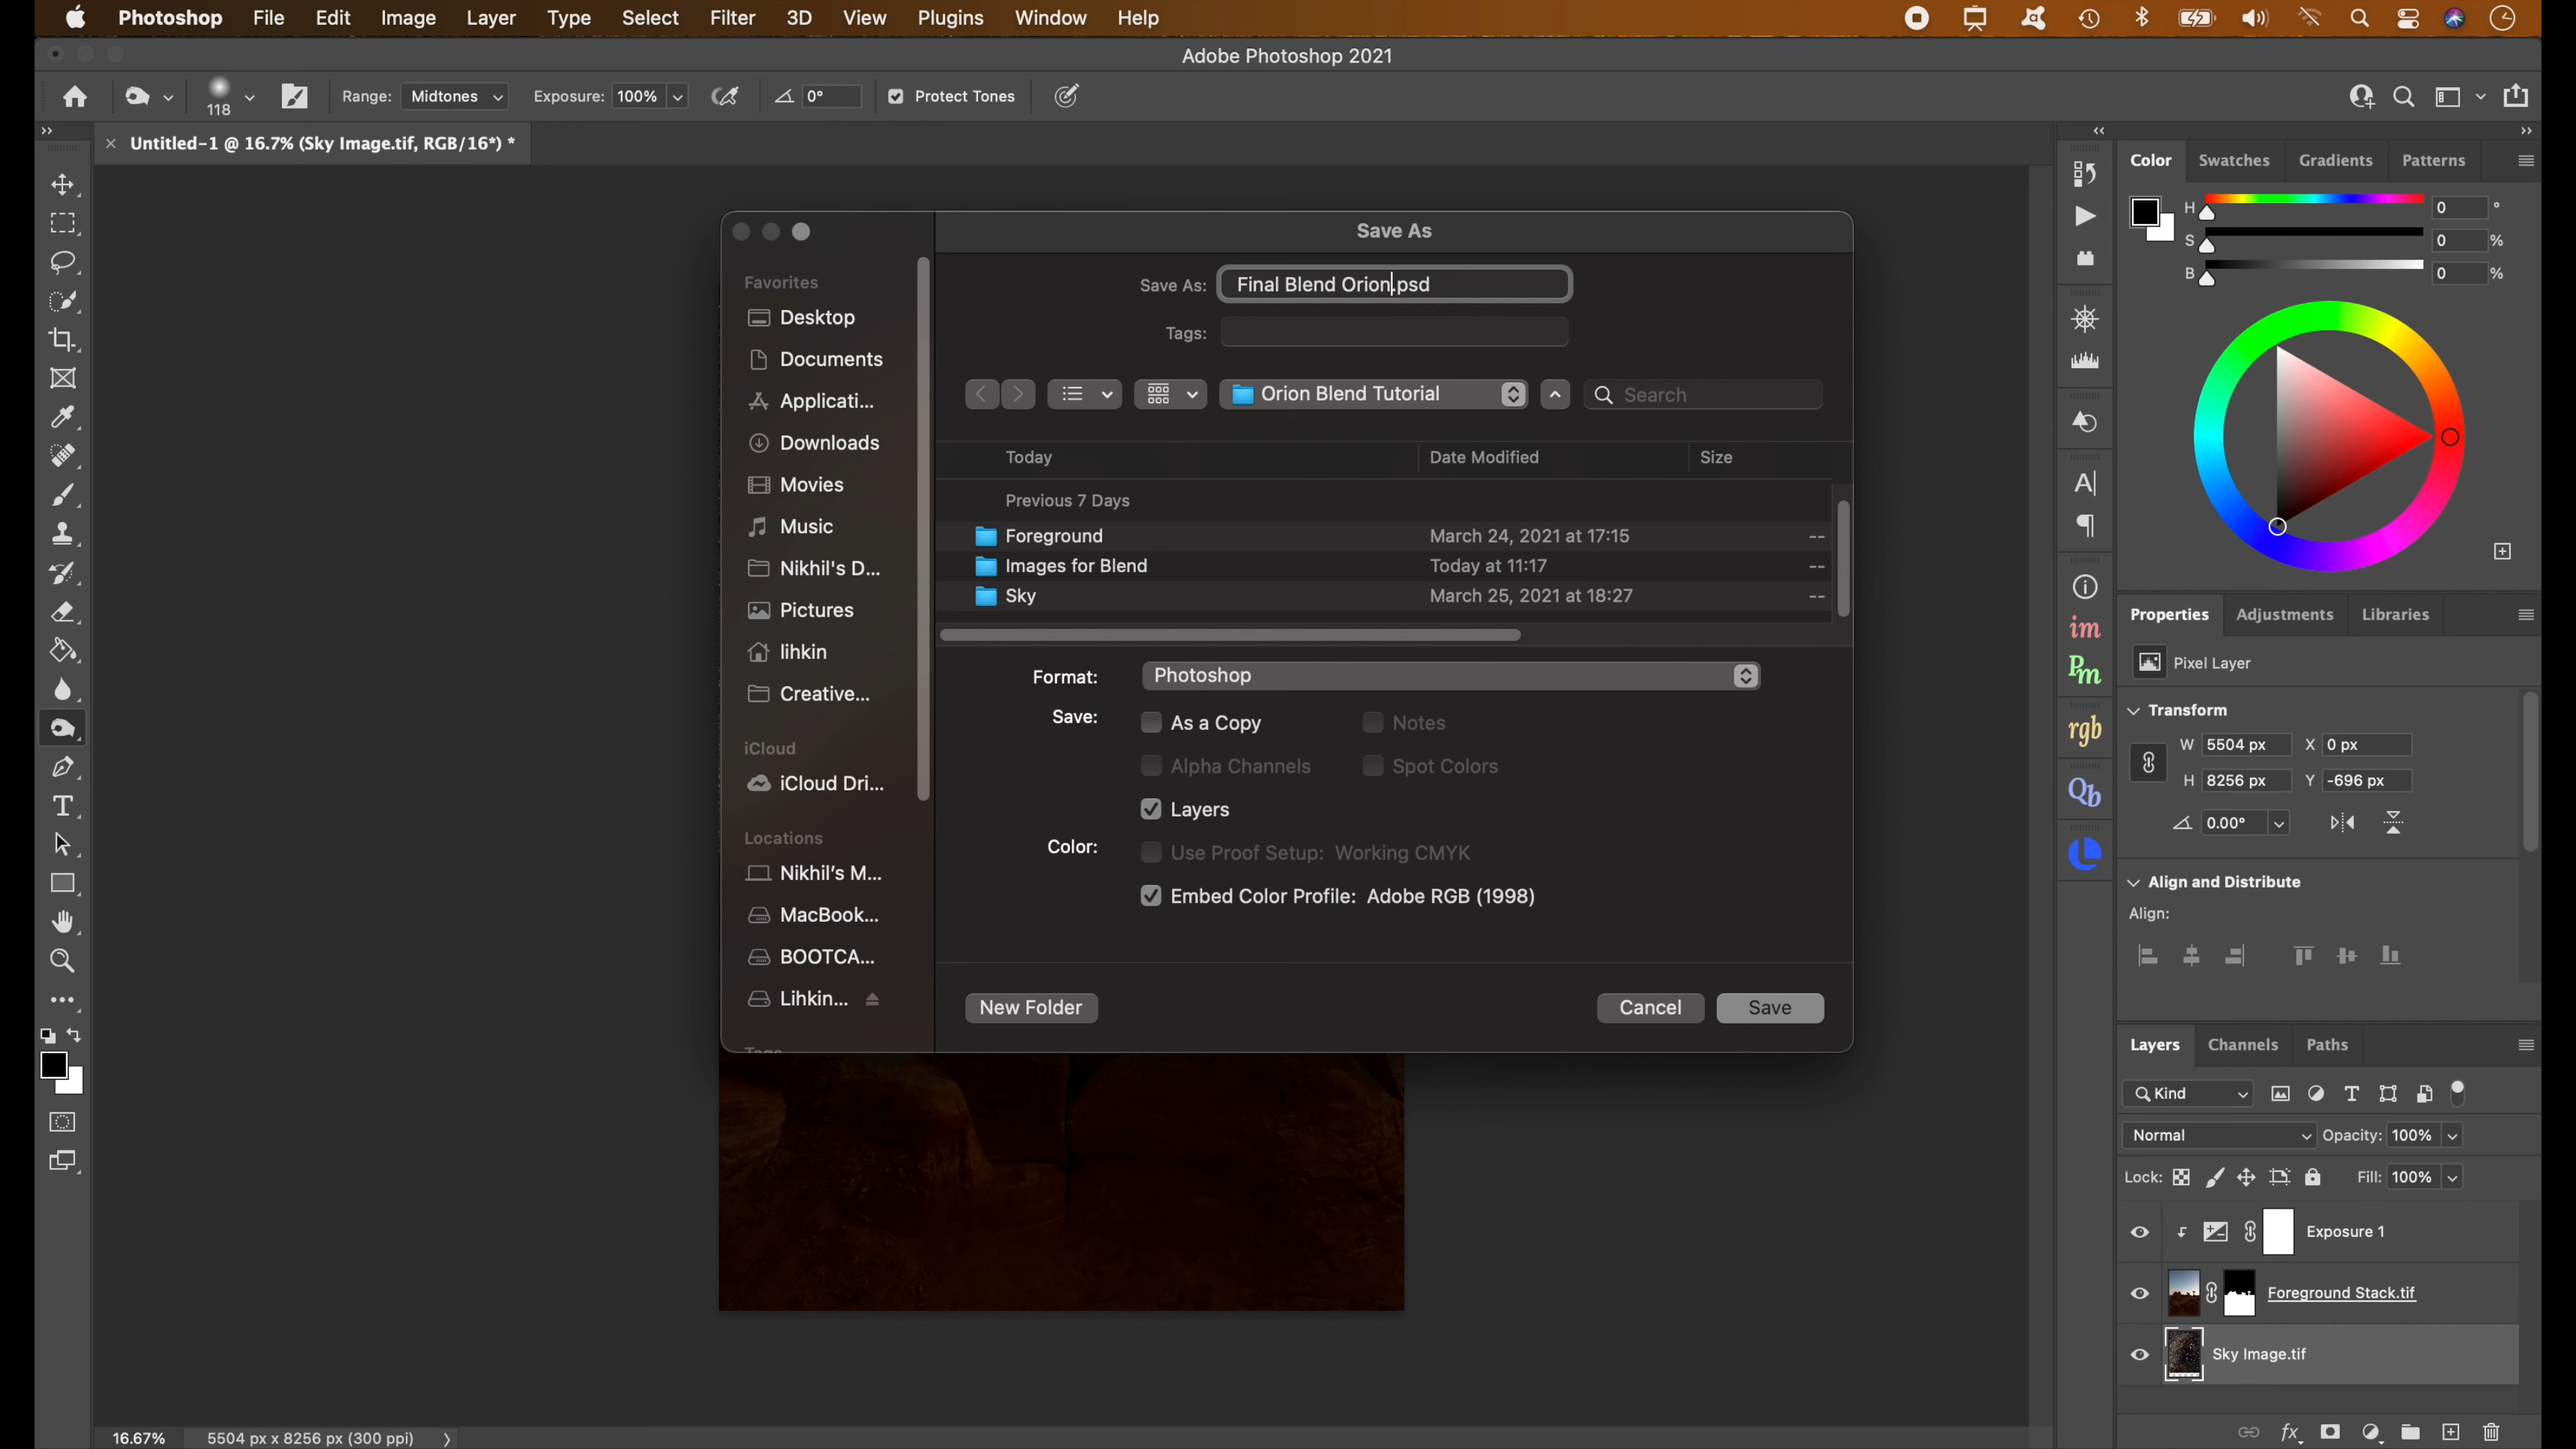 Photoshop File Edit Image Layer Type Select Filter 3D View Plugins Window Help
Adobe Photoshop 2021
118 Range: Midtones Exposure: 100% 0° Protect Tones
Untitled-1 @ 16.7% (Sky Image.tif, RGB/16*) *
Save As
Save As: Final Blend Orion.psd
Tags:
Orion Blend Tutorial Search
Favorites
Desktop
Documents
Applicati...
Downloads
Movies
Music
Nikhil's D...
Pictures
lihkin
Creative...
iCloud
iCloud Dri...
Locations
Nikhil's M...
MacBook...
BOOTCA...
Lihkin...
Tags
Today Date Modified Size
Previous 7 Days
Foreground March 24, 2021 at 17:15 --
Images for Blend Today at 11:17 --
Sky March 25, 2021 at 18:27 --
Format: Photoshop
Save: As a Copy Notes
Alpha Channels Spot Colors
Layers
Color: Use Proof Setup: Working CMYK
Embed Color Profile: Adobe RGB (1998)
New Folder Cancel Save
Color Swatches Gradients Patterns
H 0 °
S 0 %
B 0 %
A|
im
Pm
rgb
Qb
Properties Adjustments Libraries
Pixel Layer
Transform
W 5504 px X 0 px
H 8256 px Y -696 px
0.00°
Align and Distribute
Align:
Layers Channels Paths
Kind
Normal Opacity: 100%
Lock: Fill: 100%
Exposure 1
Foreground Stack.tif
Sky Image.tif
fx
16.67% 5504 px x 8256 px (300 ppi)